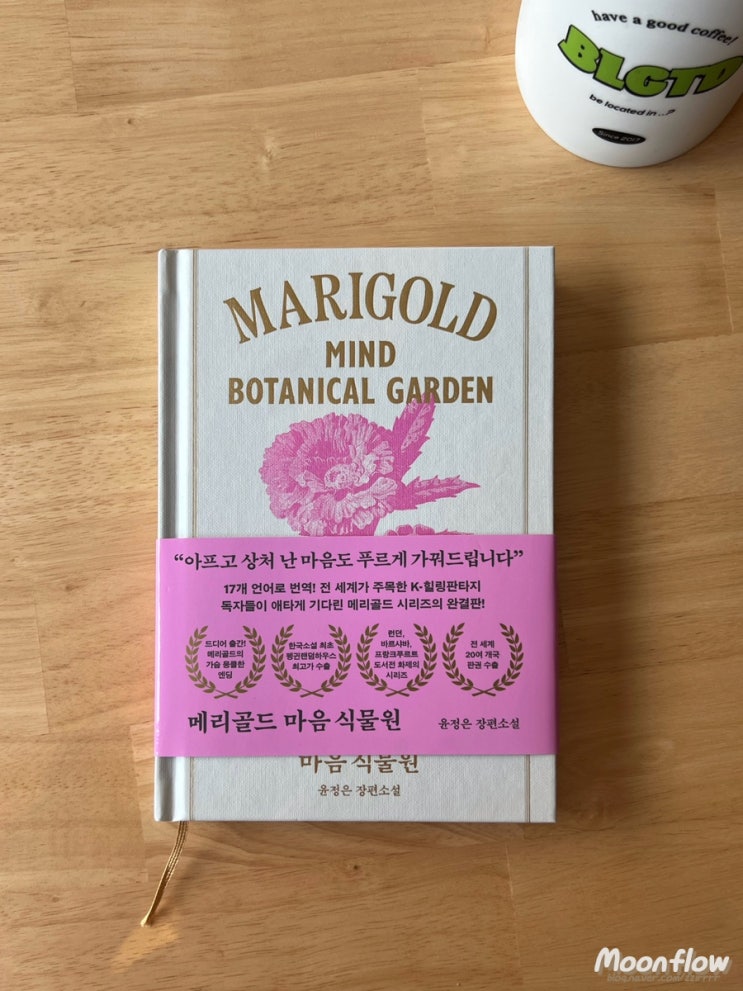 have a good coffee!
BLGTD
be located in...?
Since 2017
MARIGOLD
MIND
BOTANICAL GARDEN
“아프고 상처 난 마음도 푸르게 가꿔드립니다”
17개 언어로 번역! 전 세계가 주목한 K-힐링판타지
독자들이 애타게 기다린 메리골드 시리즈의 완결판!
드디어 출간!
메리골드의
가슴 뭉클한
엔딩
한국소설 최초
펭귄랜덤하우스
최고가 수출
런던,
바르샤바,
프랑크푸르트
도서전 화제의
시리즈
전 세계
20여 개국
판권 수출
메리골드 마음 식물원
윤정은 장편소설
마음 식물원
윤정은 장편소설
Moonflow